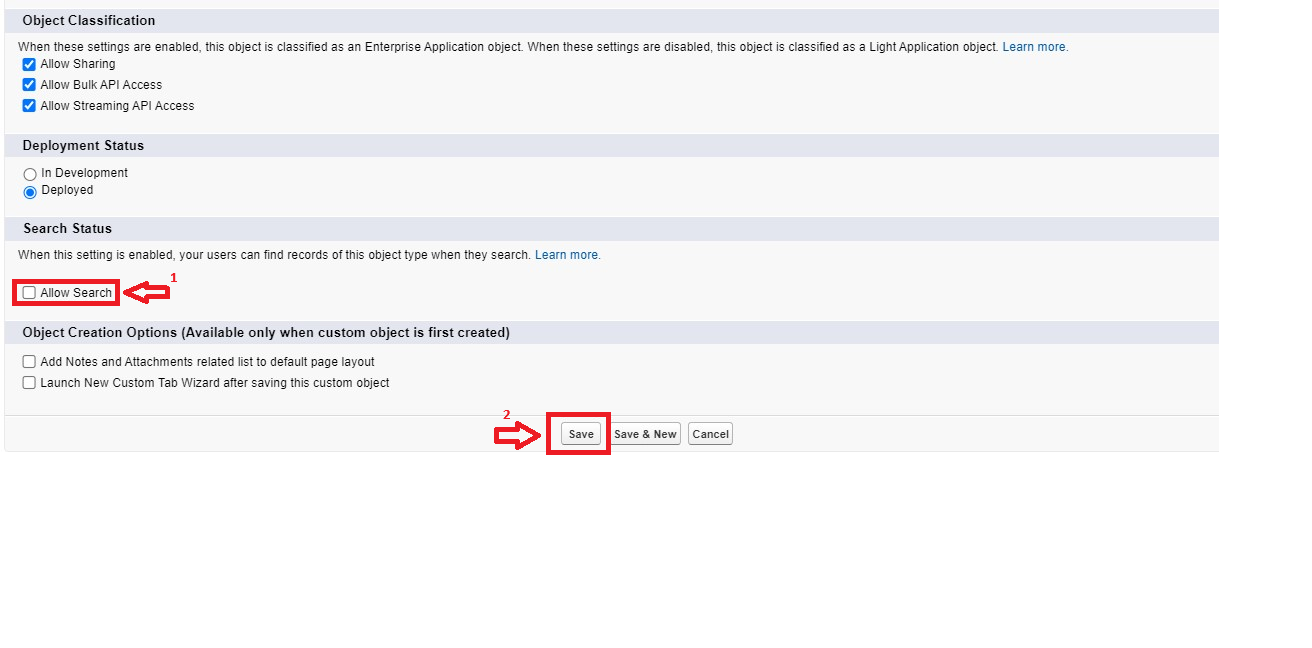 Object Classification
When these settings are enabled, this object is classified as an Enterprise Application object. When these settings are disabled, this object is classified as a Light Application object. Learn more.
Allow Sharing
Allow Bulk API Access
Allow Streaming API Access
Deployment Status
In Development
Deployed
Search Status
When this setting is enabled, your users can find records of this object type when they search. Learn more.
1
Allow Search
Object Creation Options (Available only when custom object is first created)
Add Notes and Attachments related list to default page layout
Launch New Custom Tab Wizard after saving this custom object
2
Save Save & New Cancel